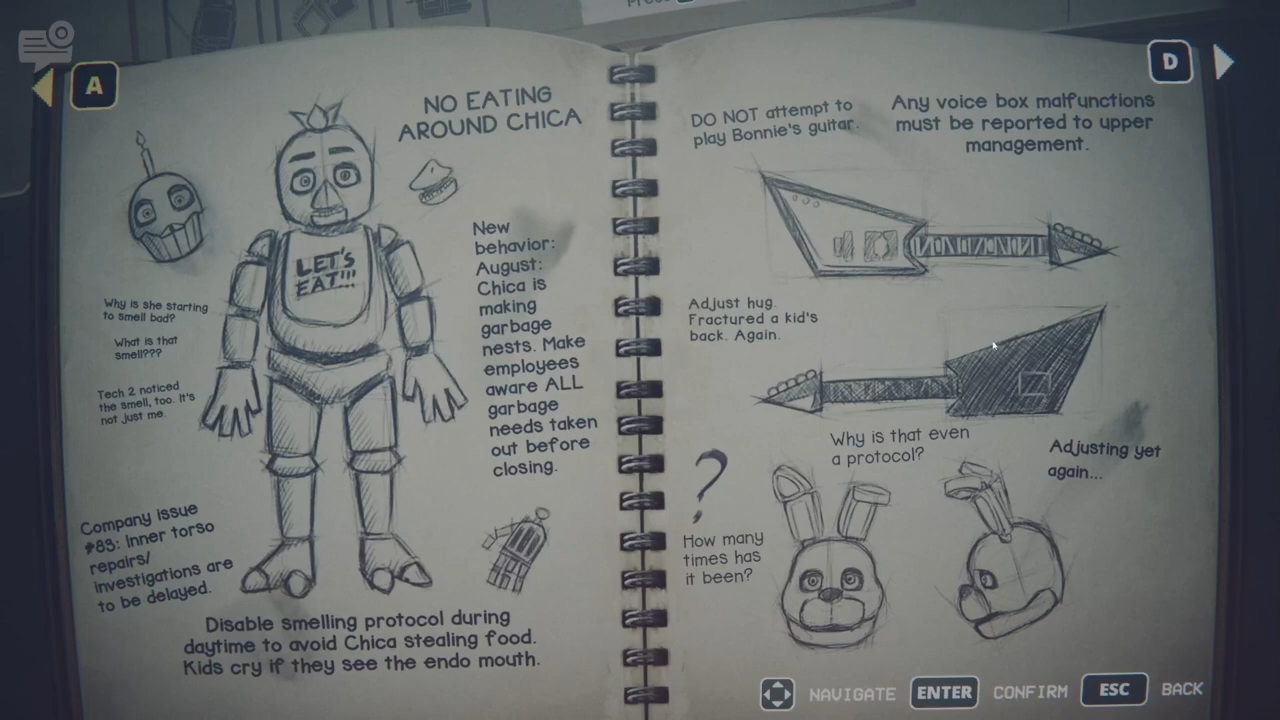 A
D
NO EATING
AROUND CHICA
LET'S
EAT!!!
New
behavior:
August:
Chica is
making
garbage
nests. Make
employees
aware ALL
garbage
needs taken
out before
closing.
Why is she starting
to smell bad?
What is that
smell???
Tech 2 noticed
the smell, too. It's
not just me.
Company issue
#83: Inner torso
repairs/
investigations are
to be delayed.
Disable smelling protocol during
daytime to avoid Chica stealing food.
Kids cry if they see the endo mouth.
DO NOT attempt to
play Bonnie's guitar.
Any voice box malfunctions
must be reported to upper
management.
Adjust hug.
Fractured a kid's
back. Again.
Why is that even
a protocol?
Adjusting yet
again...
?
How many
times has
it been?
NAVIGATE ENTER CONFIRM ESC BACK